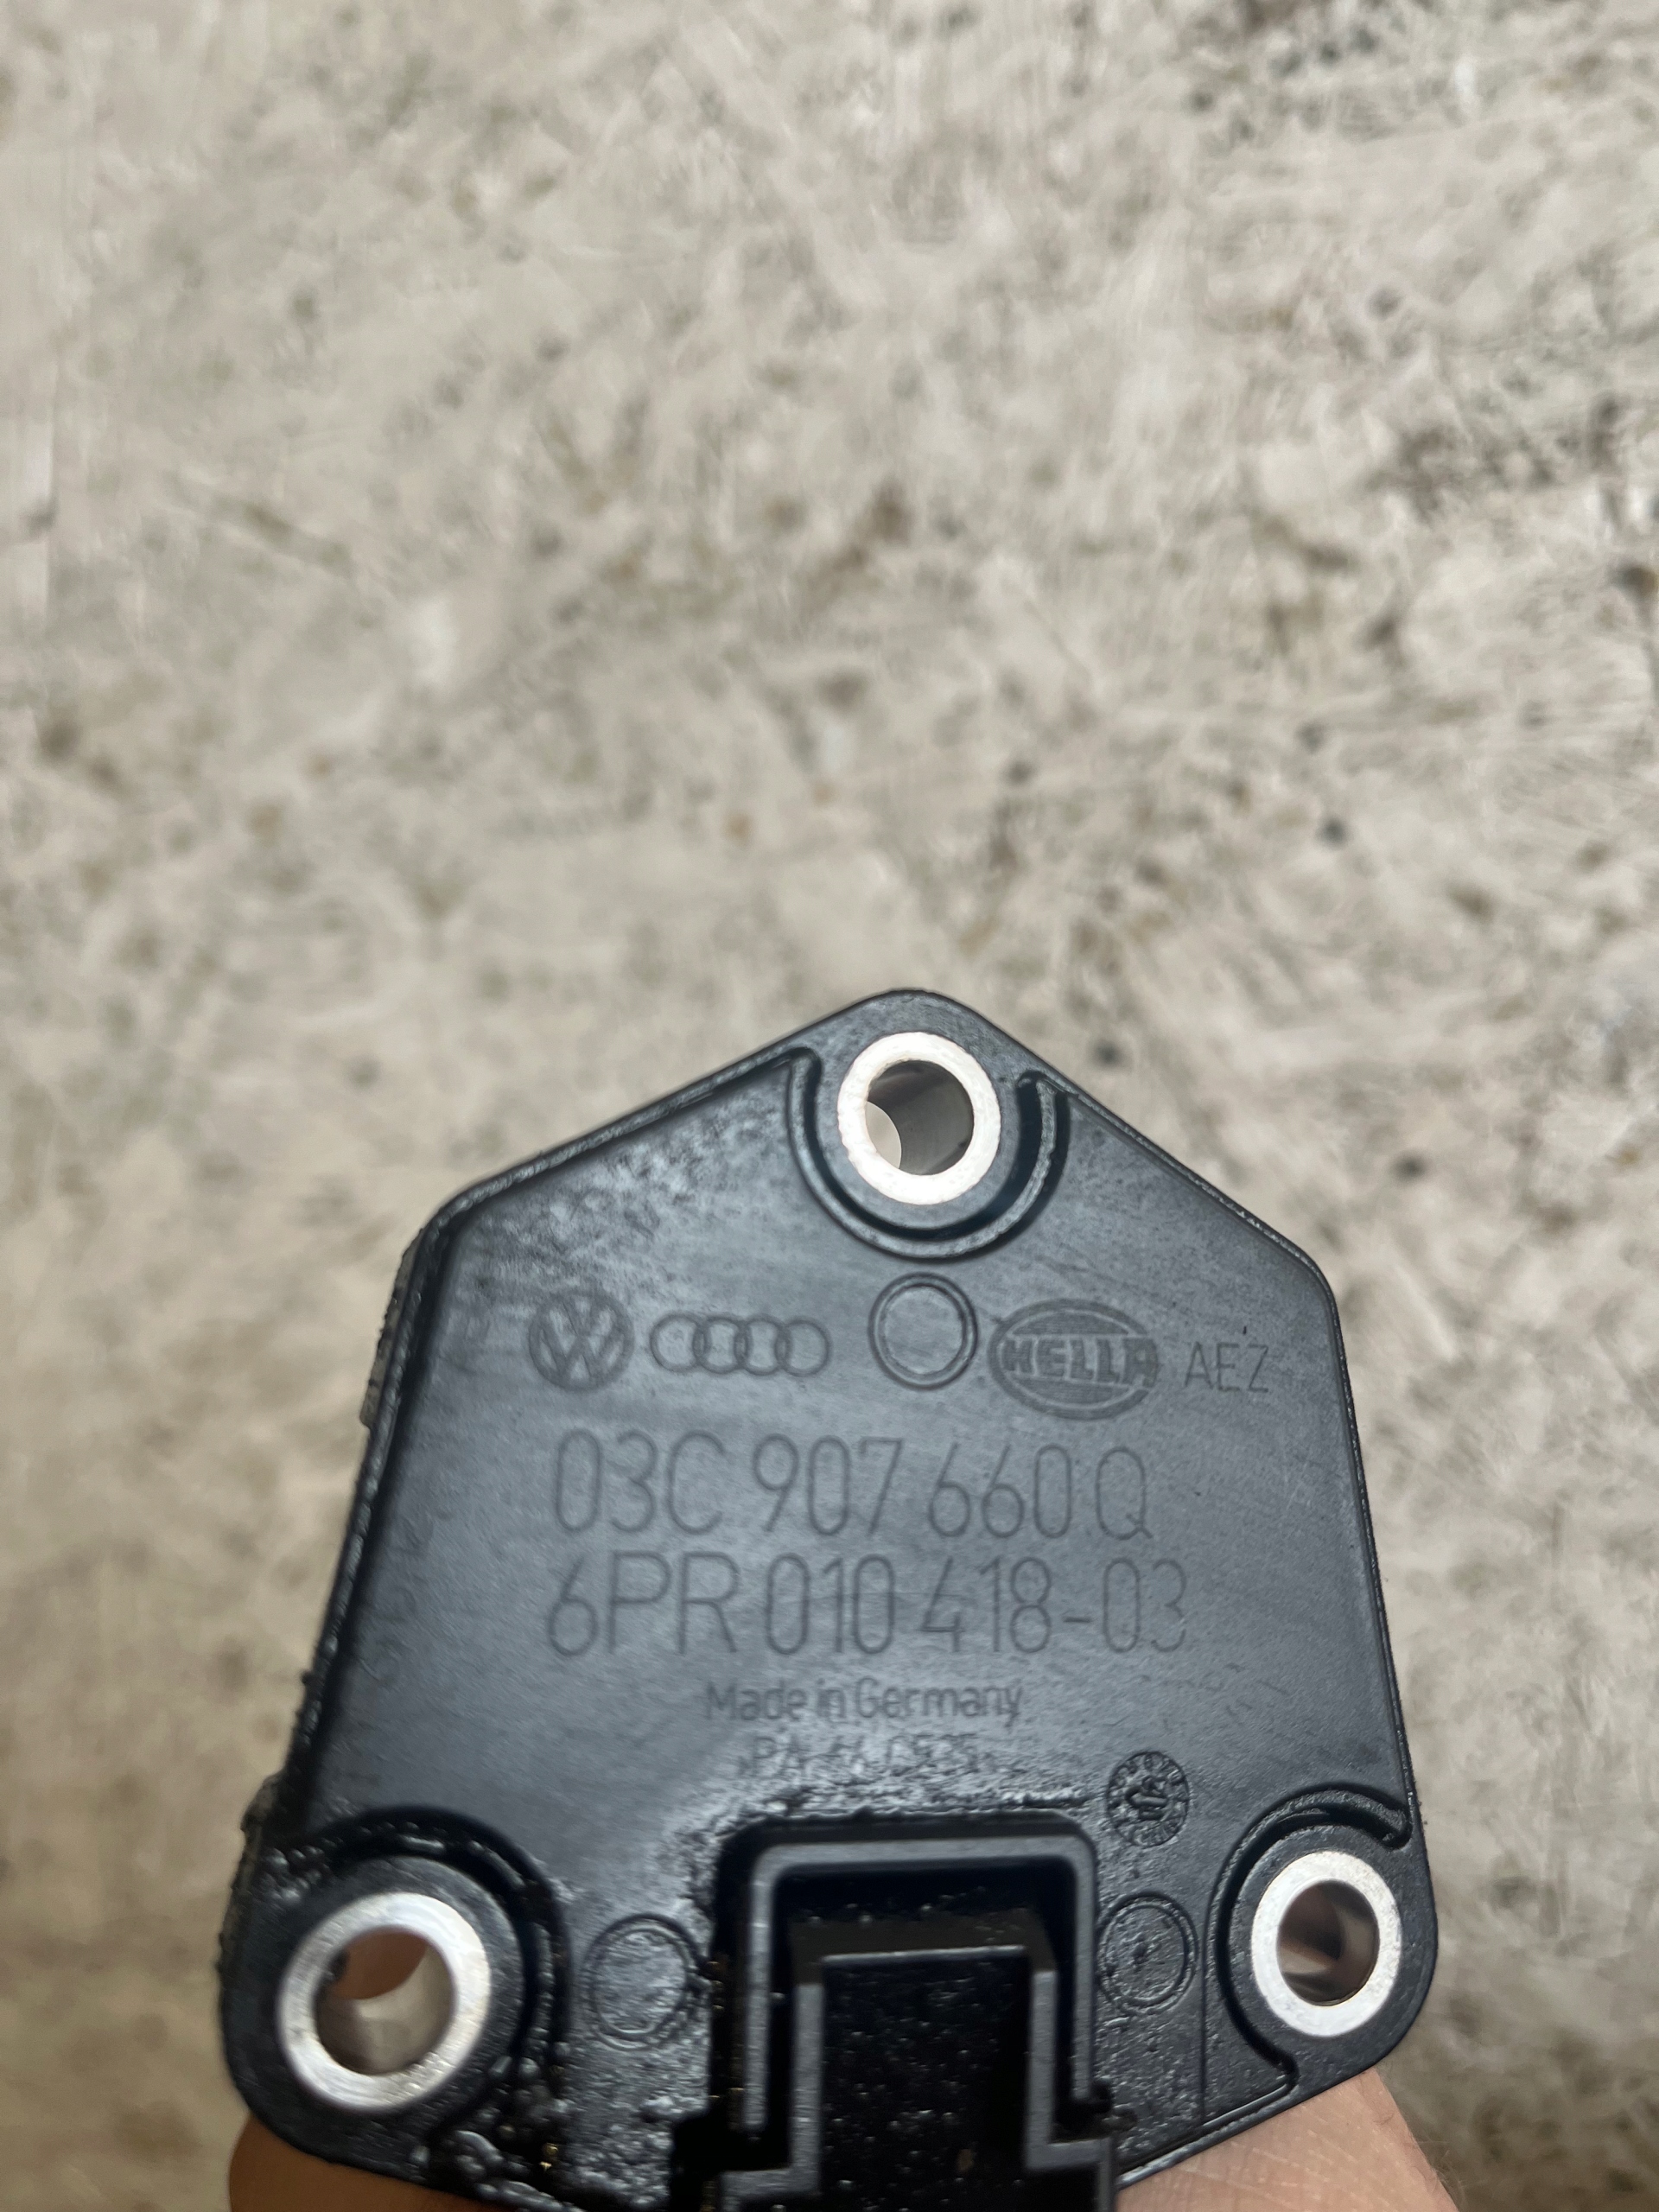 HELLA AEZ
03C 907 660 Q
6PR 010 418-03
Made in Germany